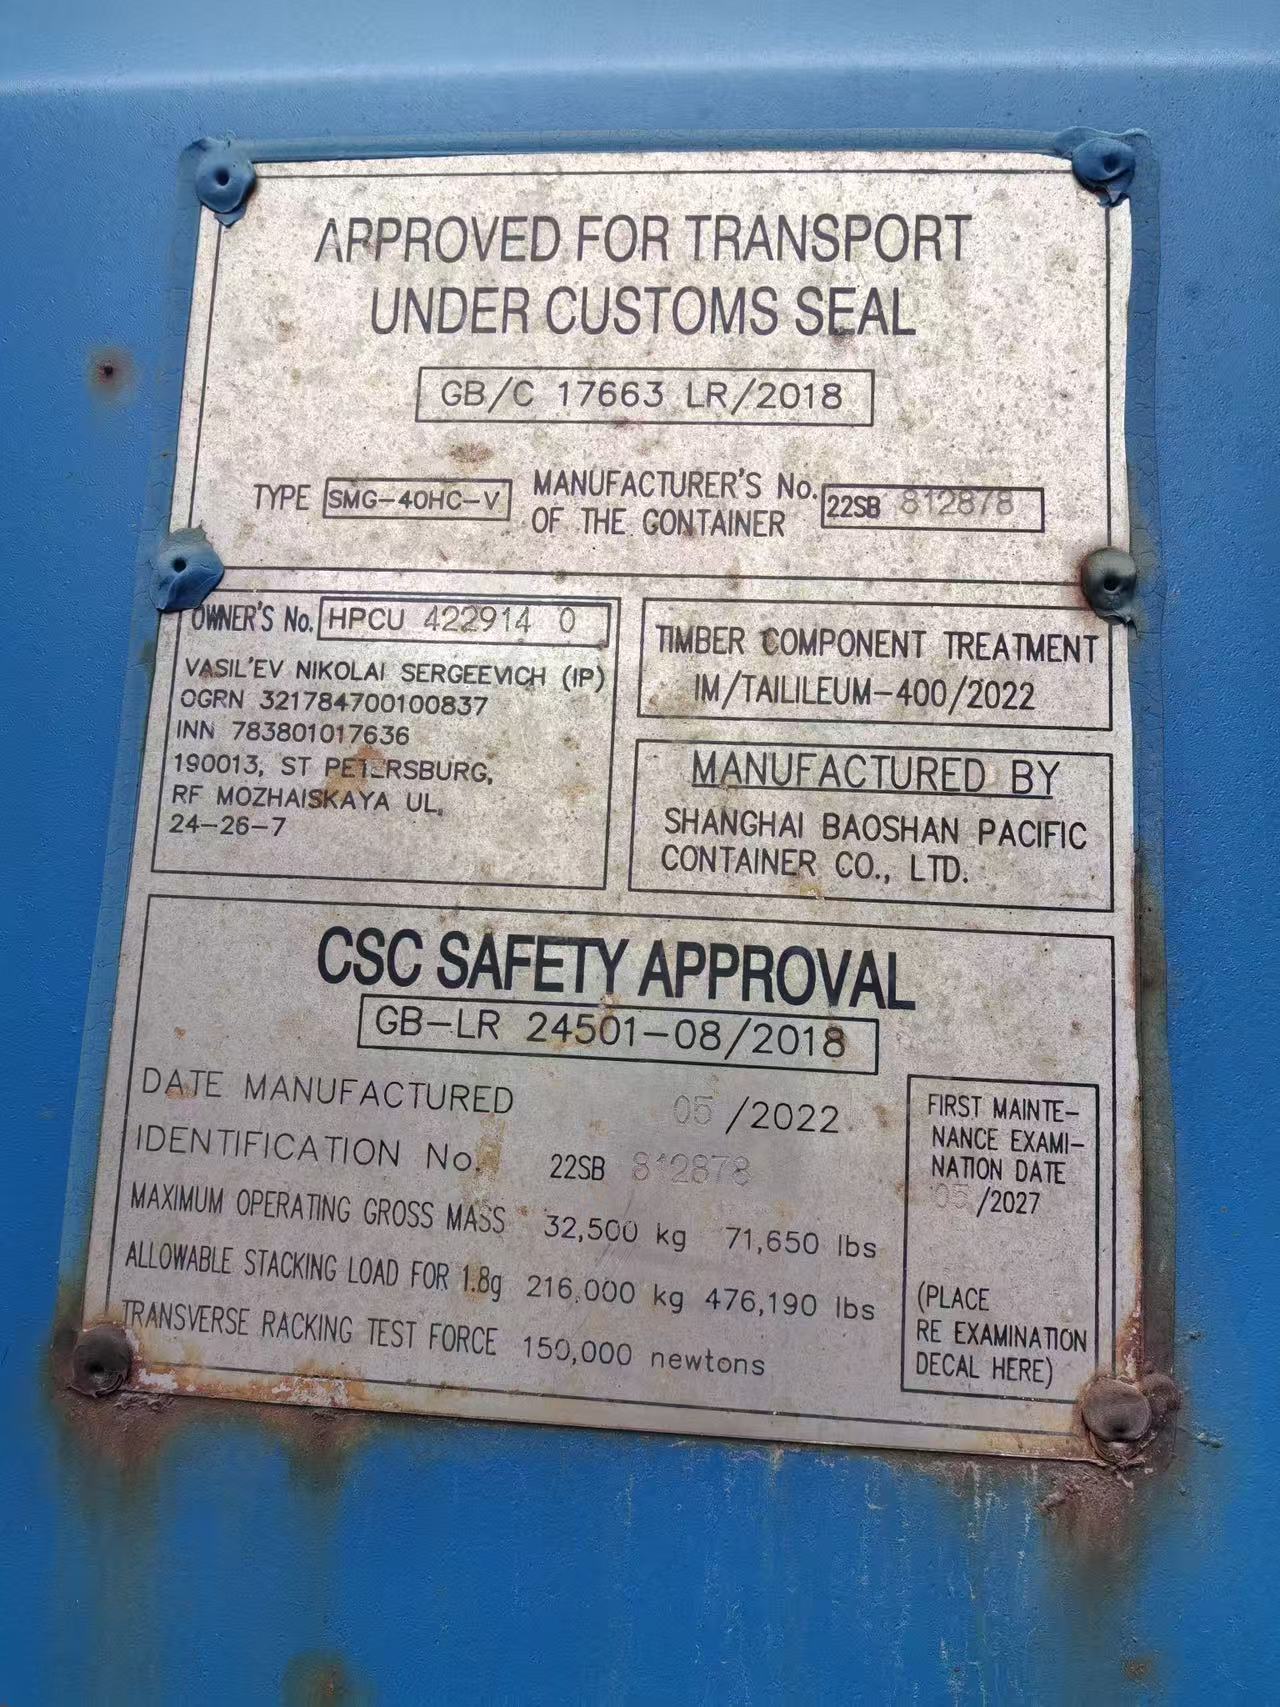 APPROVED FOR TRANSPORT
UNDER CUSTOMS SEAL
GB/C 17663 LR/2018
TYPE SMG-40HC-V
MANUFACTURER'S No.
OF THE CONTAINER
22SB 812878
OWNER'S No. HPCU 422914 0
VASIL'EV NIKOLAI SERGEEVICH (IP)
OGRN 321784700100837
INN 783801017636
190013, ST PETERSBURG,
RF MOZHAISKAYA UL,
24-26-7
TIMBER COMPONENT TREATMENT
IM/TAILILEUM-400/2022
MANUFACTURED BY
SHANGHAI BAOSHAN PACIFIC
CONTAINER CO., LTD.
CSC SAFETY APPROVAL
GB-LR 24501-08/2018
DATE MANUFACTURED 05 /2022
IDENTIFICATION No. 22SB 812878
MAXIMUM OPERATING GROSS MASS 32,500 kg 71,650 lbs
ALLOWABLE STACKING LOAD FOR 1.8g 216,000 kg 476,190 lbs
TRANSVERSE RACKING TEST FORCE 150,000 newtons
FIRST MAINTE-
NANCE EXAMI-
NATION DATE
05 /2027
(PLACE
RE EXAMINATION
DECAL HERE)